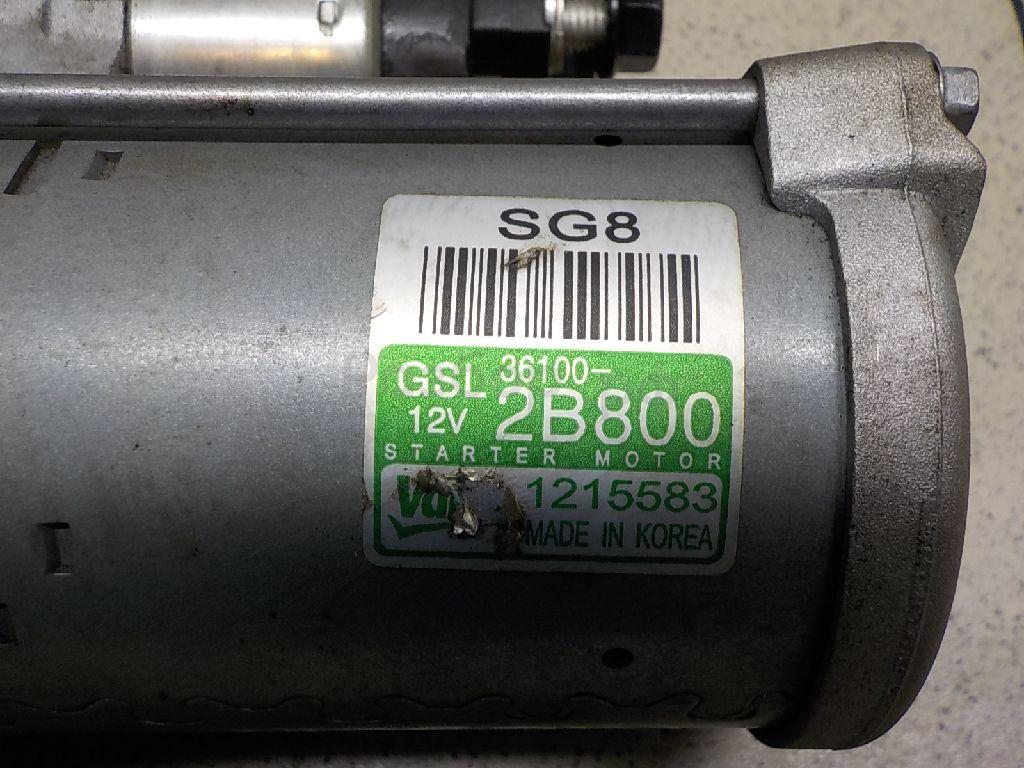 SG8
GSL 36100-
12V 2B800
STARTER MOTOR
1215583
MADE IN KOREA